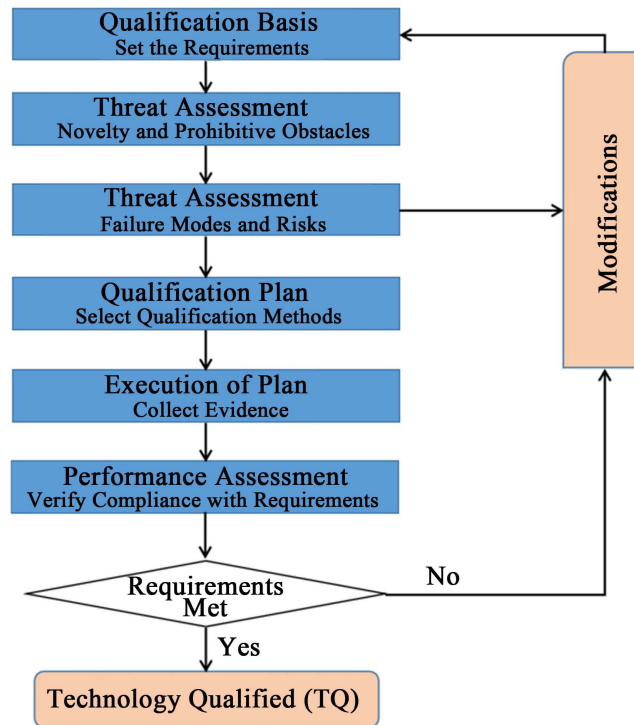 Qualification Basis
Set the Requirements
Threat Assessment
Novelty and Prohibitive Obstacles
Threat Assessment
Failure Modes and Risks
Qualification Plan
Select Qualification Methods
Execution of Plan
Collect Evidence
Performance Assessment
Verify Compliance with Requirements
Requirements
Met
No
Yes
Technology Qualified (TQ)
Modifications